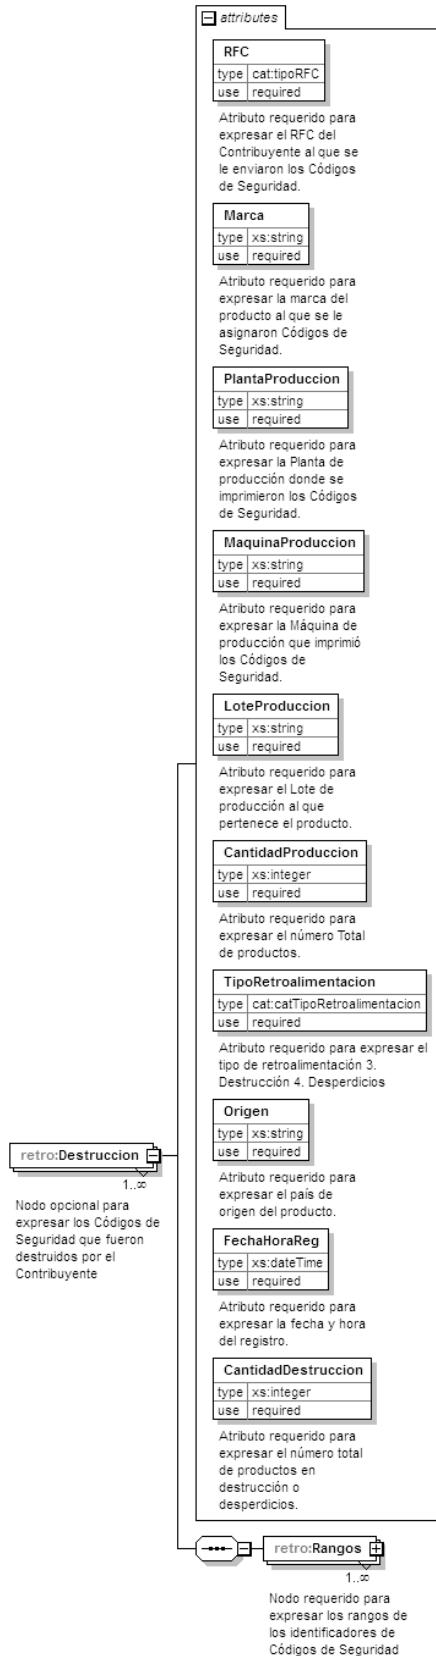 attributes
RFC
type cat:tipoRFC
use required
Atributo requerido para
expresar el RFC del
Contribuyente al que se
le enviaron los Códigos
de Seguridad.
Marca
type xs:string
use required
Atributo requerido para
expresar la marca del
producto al que se le
asignaron Códigos de
Seguridad.
PlantaProduccion
type xs:string
use required
Atributo requerido para
expresar la Planta de
producción donde se
imprimieron los Códigos
de Seguridad.
MaquinaProduccion
type xs:string
use required
Atributo requerido para
expresar la Máquina de
producción que imprimió
los Códigos de
Seguridad.
LoteProduccion
type xs:string
use required
Atributo requerido para
expresar el Lote de
producción al que
pertenece el producto.
CantidadProduccion
type xs:integer
use required
Atributo requerido para
expresar el número Total
de productos.
TipoRetroalimentacion
type cat:catTipoRetroalimentacion
use required
Atributo requerido para expresar el
tipo de retroalimentación 3.
Destrucción 4. Desperdicios
Origen
type xs:string
use required
Atributo requerido para
expresar el país de
origen del producto.
FechaHoraReg
type xs:dateTime
use required
Atributo requerido para
expresar la fecha y hora
del registro.
CantidadDestruccion
type xs:integer
use required
Atributo requerido para
expresar el número total
de productos en
destrucción o
desperdicios.
retro:Destruccion
1..∞
Nodo opcional para
expresar los Códigos de
Seguridad que fueron
destruidos por el
Contribuyente
retro:Rangos
1..∞
Nodo requerido para
expresar los rangos de
los identificadores de
Códigos de Seguridad